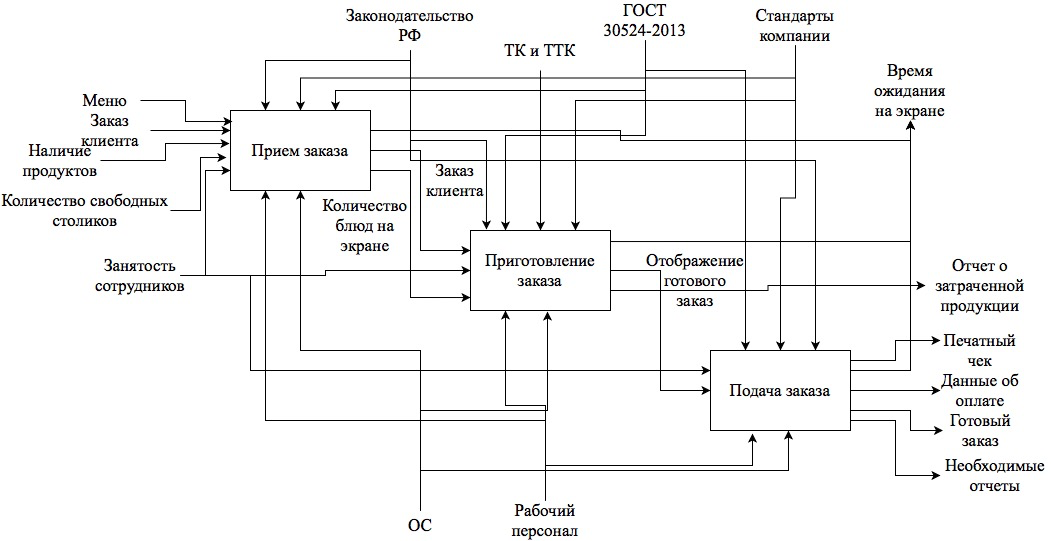 Законодательство
РФ
ГОСТ
30524-2013
Стандарты
компании
ТК и ТТК
Время
ожидания
на экране
Меню
Заказ
клиента
Наличие
продуктов
Количество свободных
столиков
Занятость
сотрудников
Прием заказа
Заказ
клиента
Количество
блюд на
экране
Приготовление
заказа
Отображение
готового
заказ
Отчет о
затраченной
продукции
Подача заказа
Печатный
чек
Данные об
оплате
Готовый
заказ
Необходимые
отчеты
ОС
Рабочий
персонал